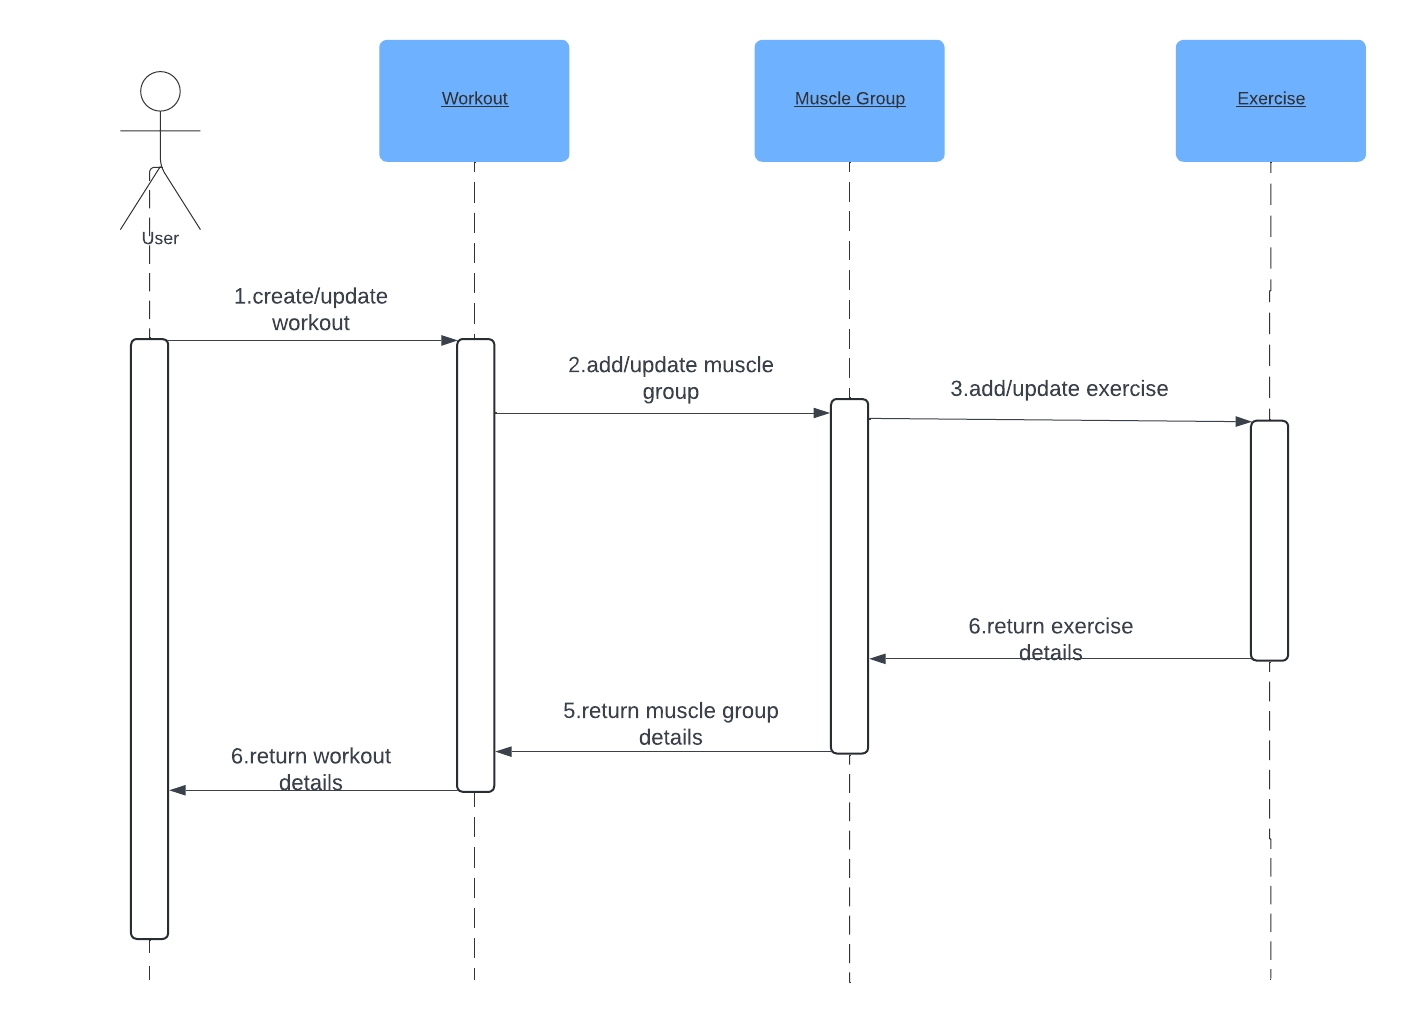 Workout
Muscle Group
Exercise
User
1.create/update
workout
2.add/update muscle
group
3.add/update exercise
6.return exercise
details
5.return muscle group
details
6.return workout
details